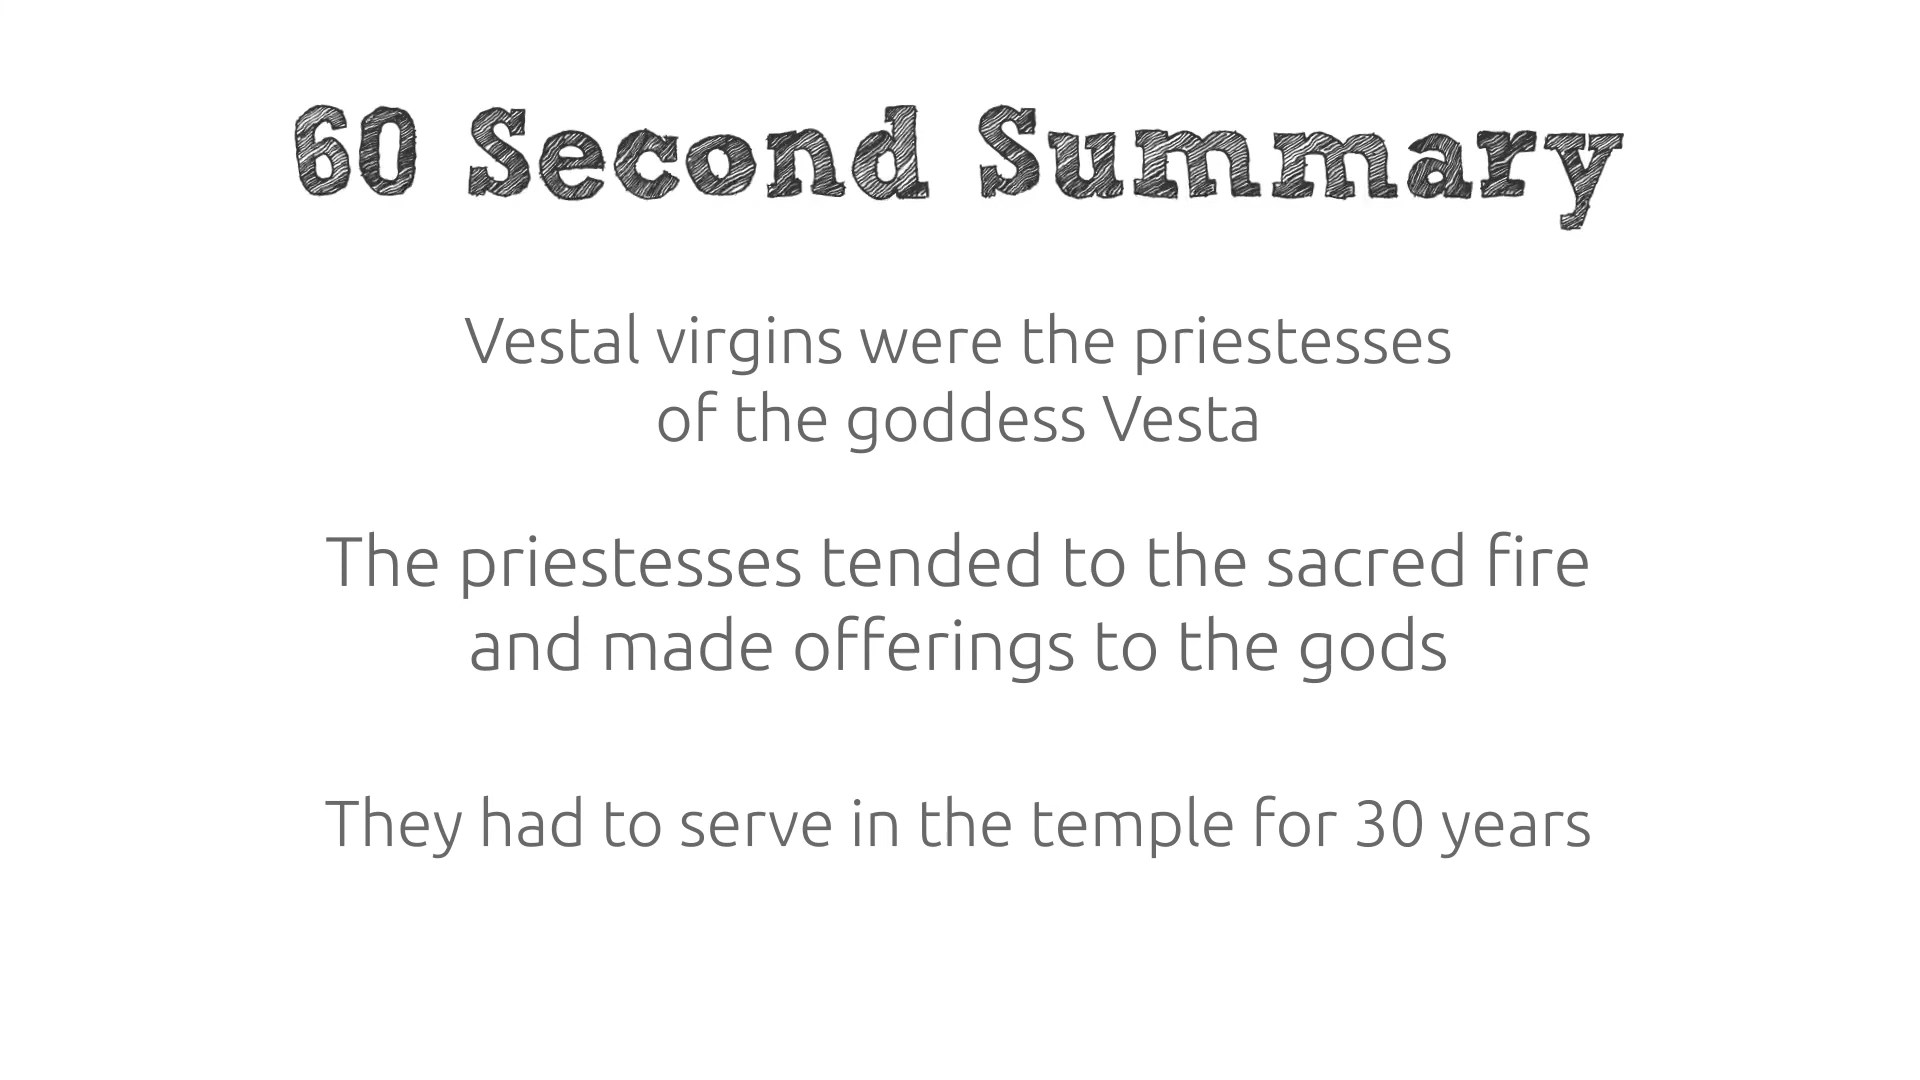 60 Second Summary
Vestal virgins were the priestesses
of the goddess Vesta
The priestesses tended to the sacred fire
and made offerings to the gods
They had to serve in the temple for 30 years